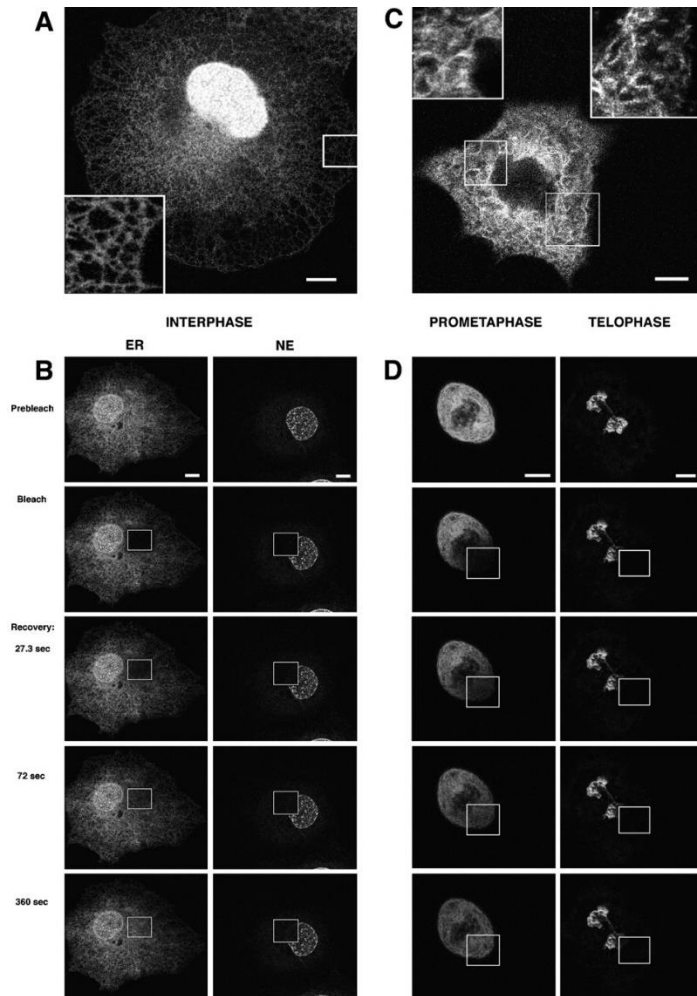 A
C
INTERPHASE
PROMETAPHASE
TELOPHASE
ER
NE
B
D
Prebleach
Bleach
Recovery:
27.3 sec
72 sec
360 sec